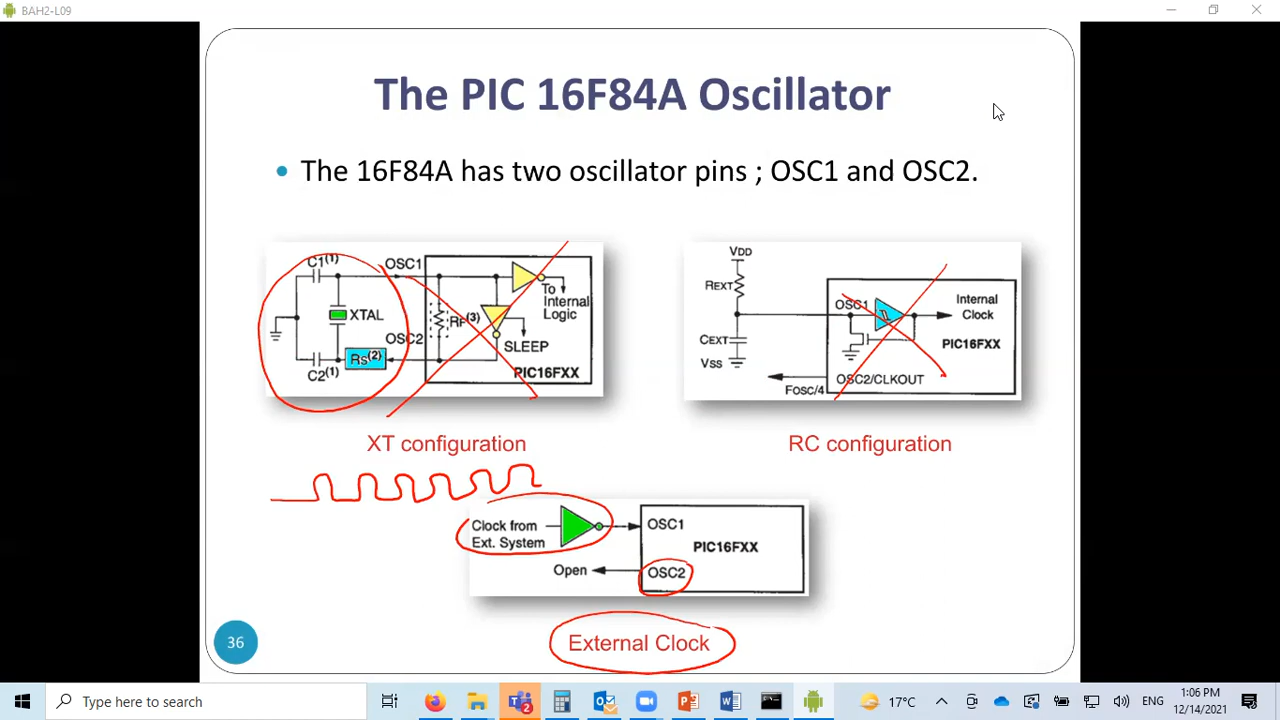 BAH2-L09
The PIC 16F84A Oscillator
• The 16F84A has two oscillator pins ; OSC1 and OSC2.
C1(1)
OSC1
XTAL
RF(3)
To
Internal
Logic
OSC2
SLEEP
RS(2)
C2(1)
PIC16FXX
XT configuration
VDD
REXT
OSC1
Internal
Clock
CEXT
PIC16FXX
VSS
OSC2/CLKOUT
FOSC/4
RC configuration
Clock from
Ext. System
OSC1
PIC16FXX
Open
OSC2
External Clock
36
Type here to search
2
17°C
ENG
1:06 PM
12/14/2021